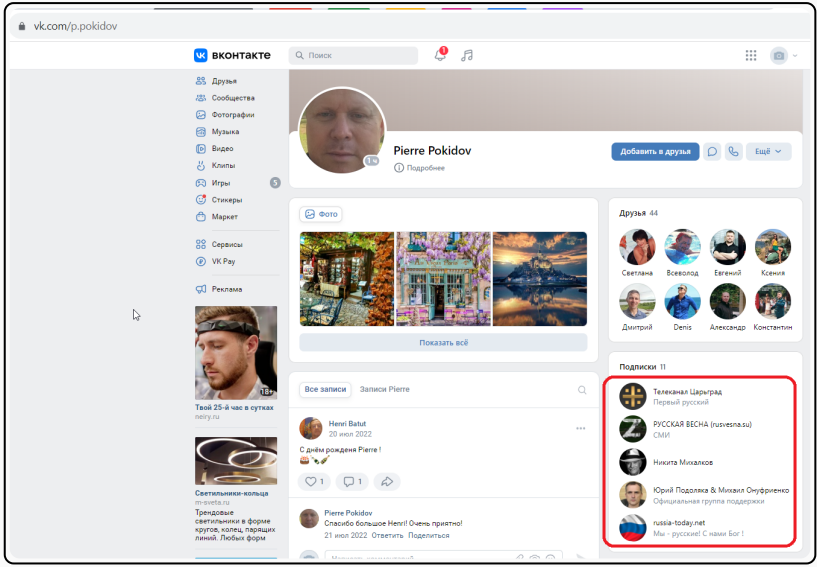 vk.com/p.pokidov
вконтакте
Поиск
1
Друзья
Сообщества
Фотографии
Музыка
Видео
Клипы
Игры 5
Стикеры
Маркет
Сервисы
VK Pay
Реклама
18+
Твой 25-й час в сутках
neiry.ru
Светильники-кольца
m-sveta.ru
Трендовые
светильники в форме
кругов, колец, парящих
линий. Любых форм
1 ч
Pierre Pokidov
Подробнее
Добавить в друзья
Ещё
Фото
Показать всё
Все записи Записи Pierre
Henri Batut
20 июл 2022
С днём рожденя Pierre !
1 1
Pierre Pokidov
Спасибо большое Henri! Очень приятно!
21 июл 2022 Ответить Поделиться
Друзья 44
Светлана Всеволод Евгений Ксения
Дмитрий Denis Александр Константин
Подписки 11
Телеканал Царьград
Первый русский
РУССКАЯ ВЕСНА (rusvesna.su)
СМИ
Никита Михалков
Юрий Подоляка & Михаил Онуфриенко
Официальная группа поддержки
russia-today.net
Мы - русские! С нами Бог !